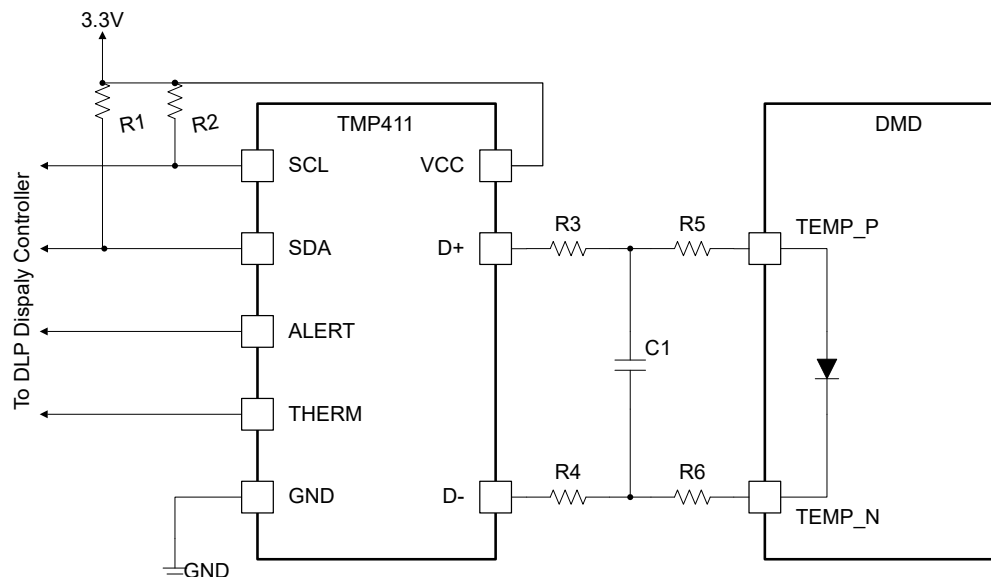 3.3V
R1
R2
TMP411
DMD
SCL
VCC
To DLP Dispaly Controller
R3
R5
TEMP_P
SDA
D+
C1
ALERT
THERM
R4
R6
GND
D-
TEMP_N
GND